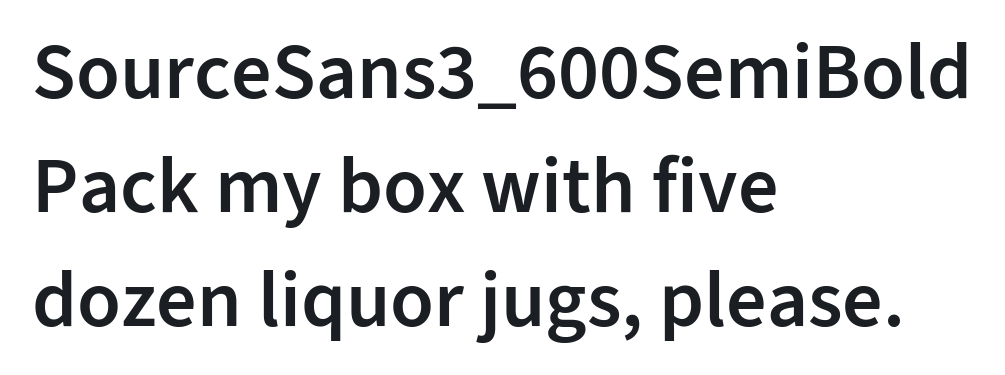 SourceSans3_600SemiBold
Pack my box with five
dozen liquor jugs, please.